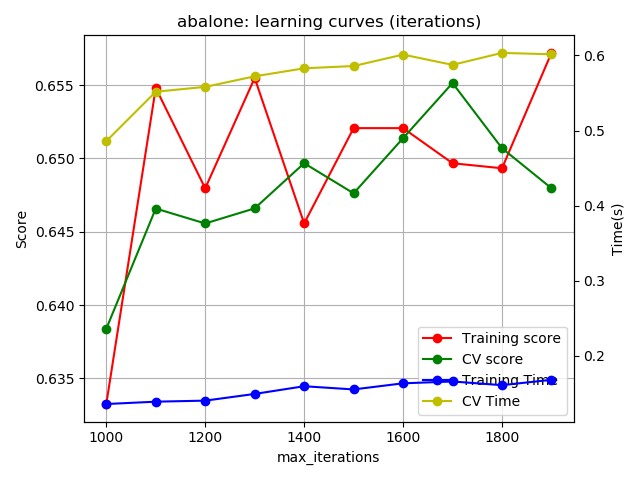 abalone: learning curves (iterations)
0.655
0.650
0.645
0.640
0.635
Score
0.6
0.5
0.4
0.3
0.2
Time(s)
Training score
CV score
Training Time
CV Time
1000
1200
1400
1600
1800
max_iterations